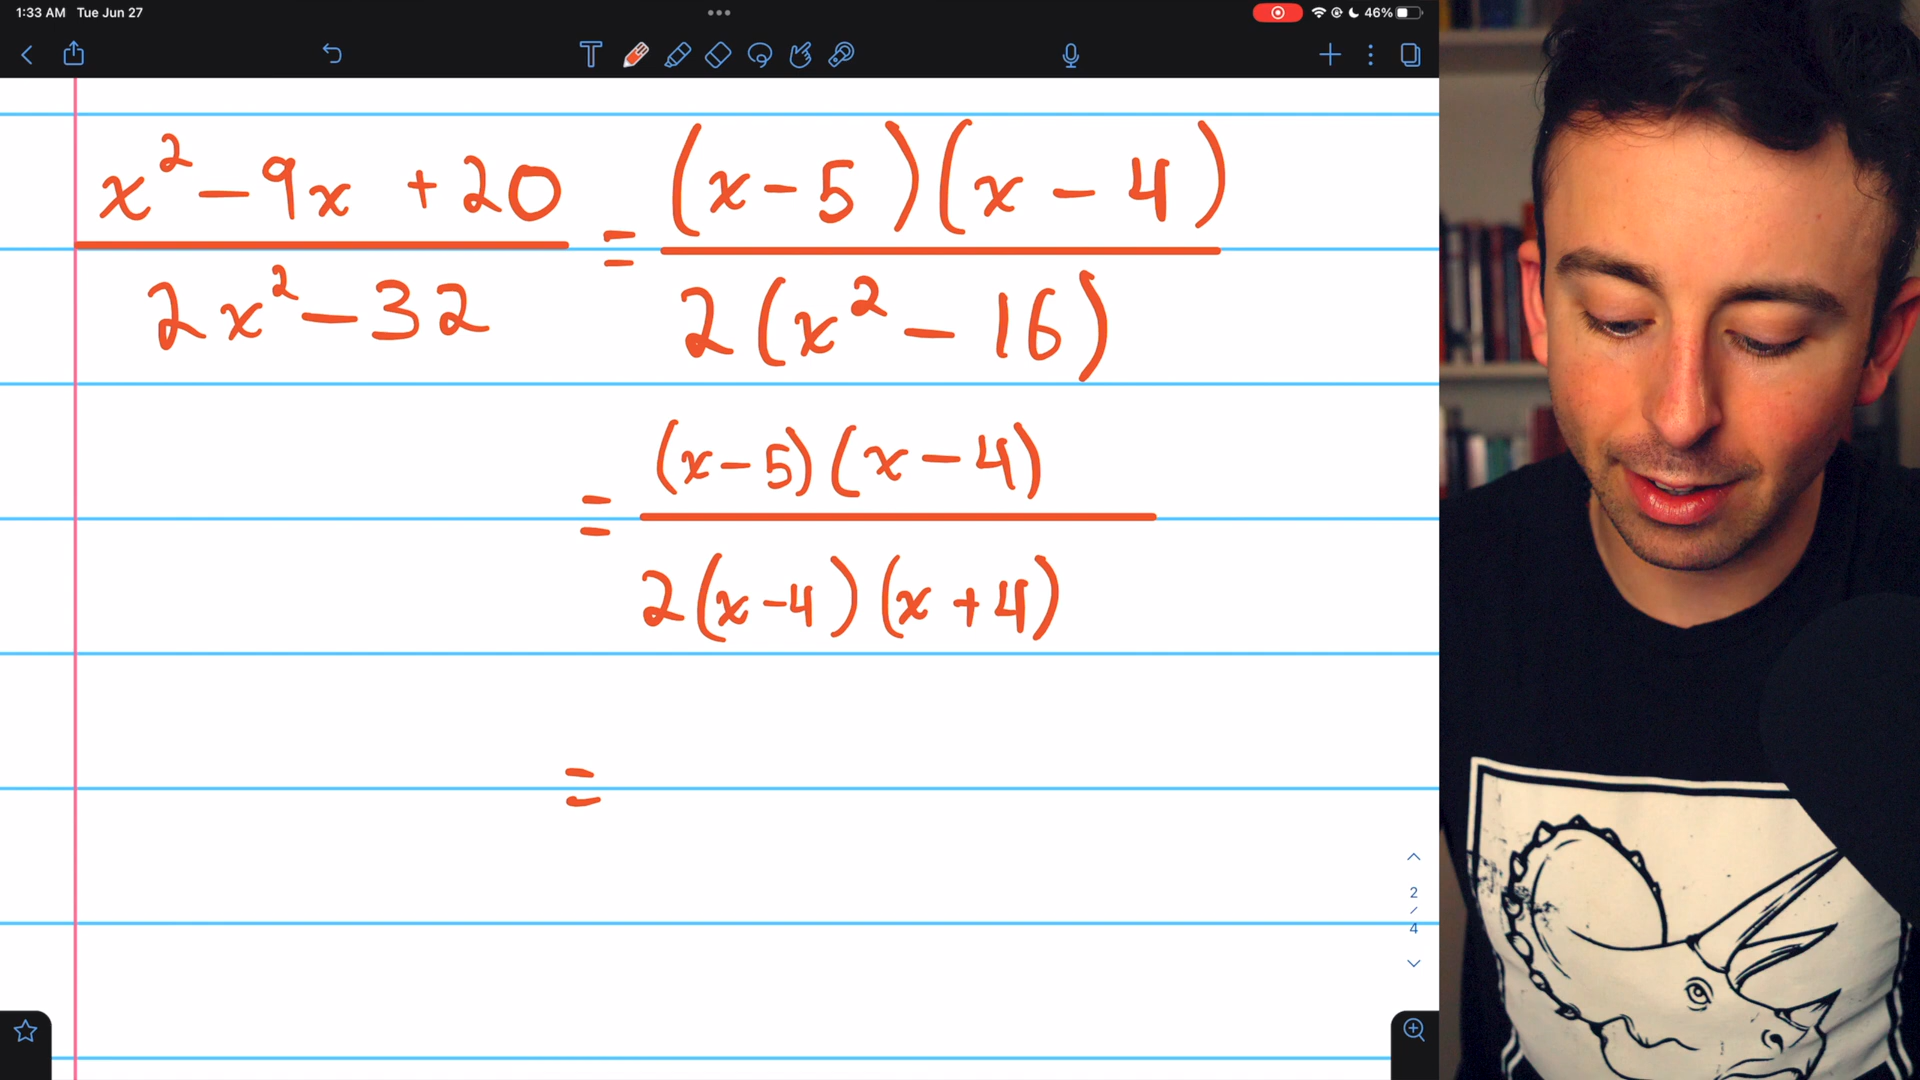 1:33 AM Tue Jun 27
46%
x² - 9x + 20 / 2x² - 32 = (x - 5)(x - 4) / 2(x² - 16)
= (x - 5)(x - 4) / 2(x - 4)(x + 4)
=
2
/
4